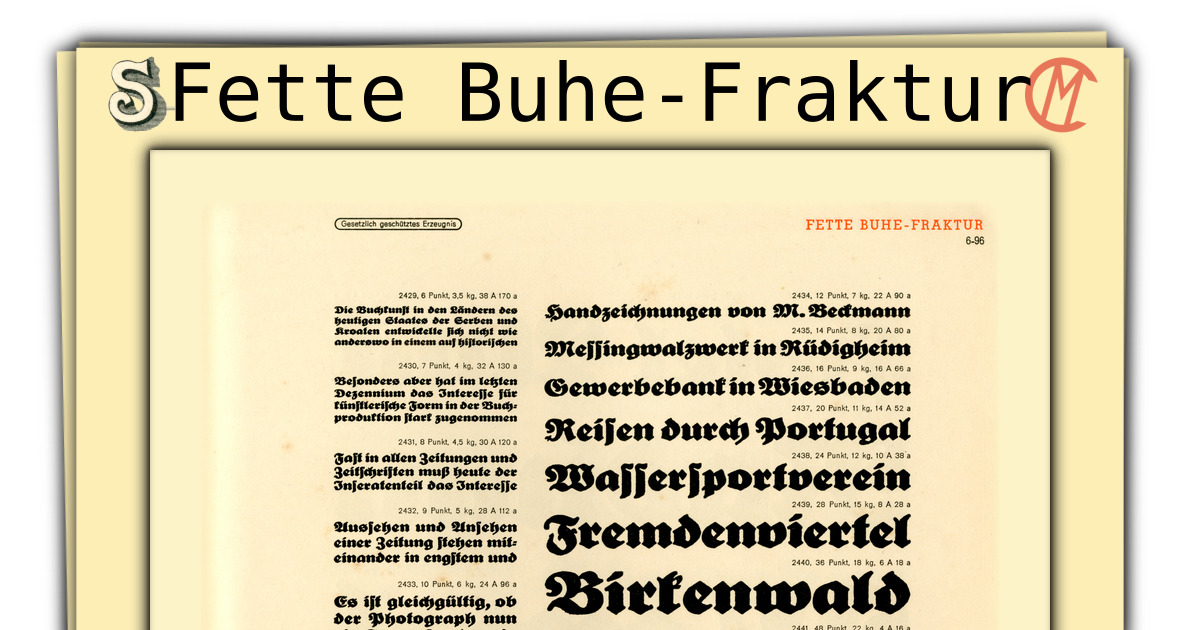 S Fette Buhe-Fraktur CM
Gesetzlich geschütztes Erzeugnis
FETTE BUHE-FRAKTUR
6-96
2429, 6 Punkt, 3,5 kg, 38 A 170 a
Die Buchkunst in den Ländern des
heutigen Staates der Serben und
Kroaten entwickelte sich nicht wie
anderswo in einem auf historischen
2430, 7 Punkt, 4 kg, 32 A 130 a
Besonders aber hat im letzten
Dezennium das Interesse für
künstlerische Form in der Buch-
produktion stark zugenommen
2431, 8 Punkt, 4,5 kg, 30 A 120 a
Fast in allen Zeitungen und
Zeitschriften muß heute der
Inseratenteil das Interesse
2432, 9 Punkt, 5 kg, 28 A 112 a
Aussehen und Ansehen
einer Zeitung stehen mit-
einander in engstem und
2433, 10 Punkt, 6 kg, 24 A 96 a
Es ist gleichgültig, ob
der Photograph nun
2434, 12 Punkt, 7 kg, 22 A 90 a
Handzeichnungen von M. Beckmann
2435, 14 Punkt, 8 kg, 20 A 80 a
Messingwalzwerk in Rüdigheim
2436, 16 Punkt, 9 kg, 16 A 66 a
Gewerbebank in Wiesbaden
2437, 20 Punkt, 11 kg, 14 A 52 a
Reisen durch Portugal
2438, 24 Punkt, 12 kg, 10 A 38 a
Wassersportverein
2439, 28 Punkt, 15 kg, 8 A 28 a
Fremdenviertel
2440, 36 Punkt, 18 kg, 6 A 18 a
Birkenwald
2441, 48 Punkt, 22 kg, 4 A 16 a